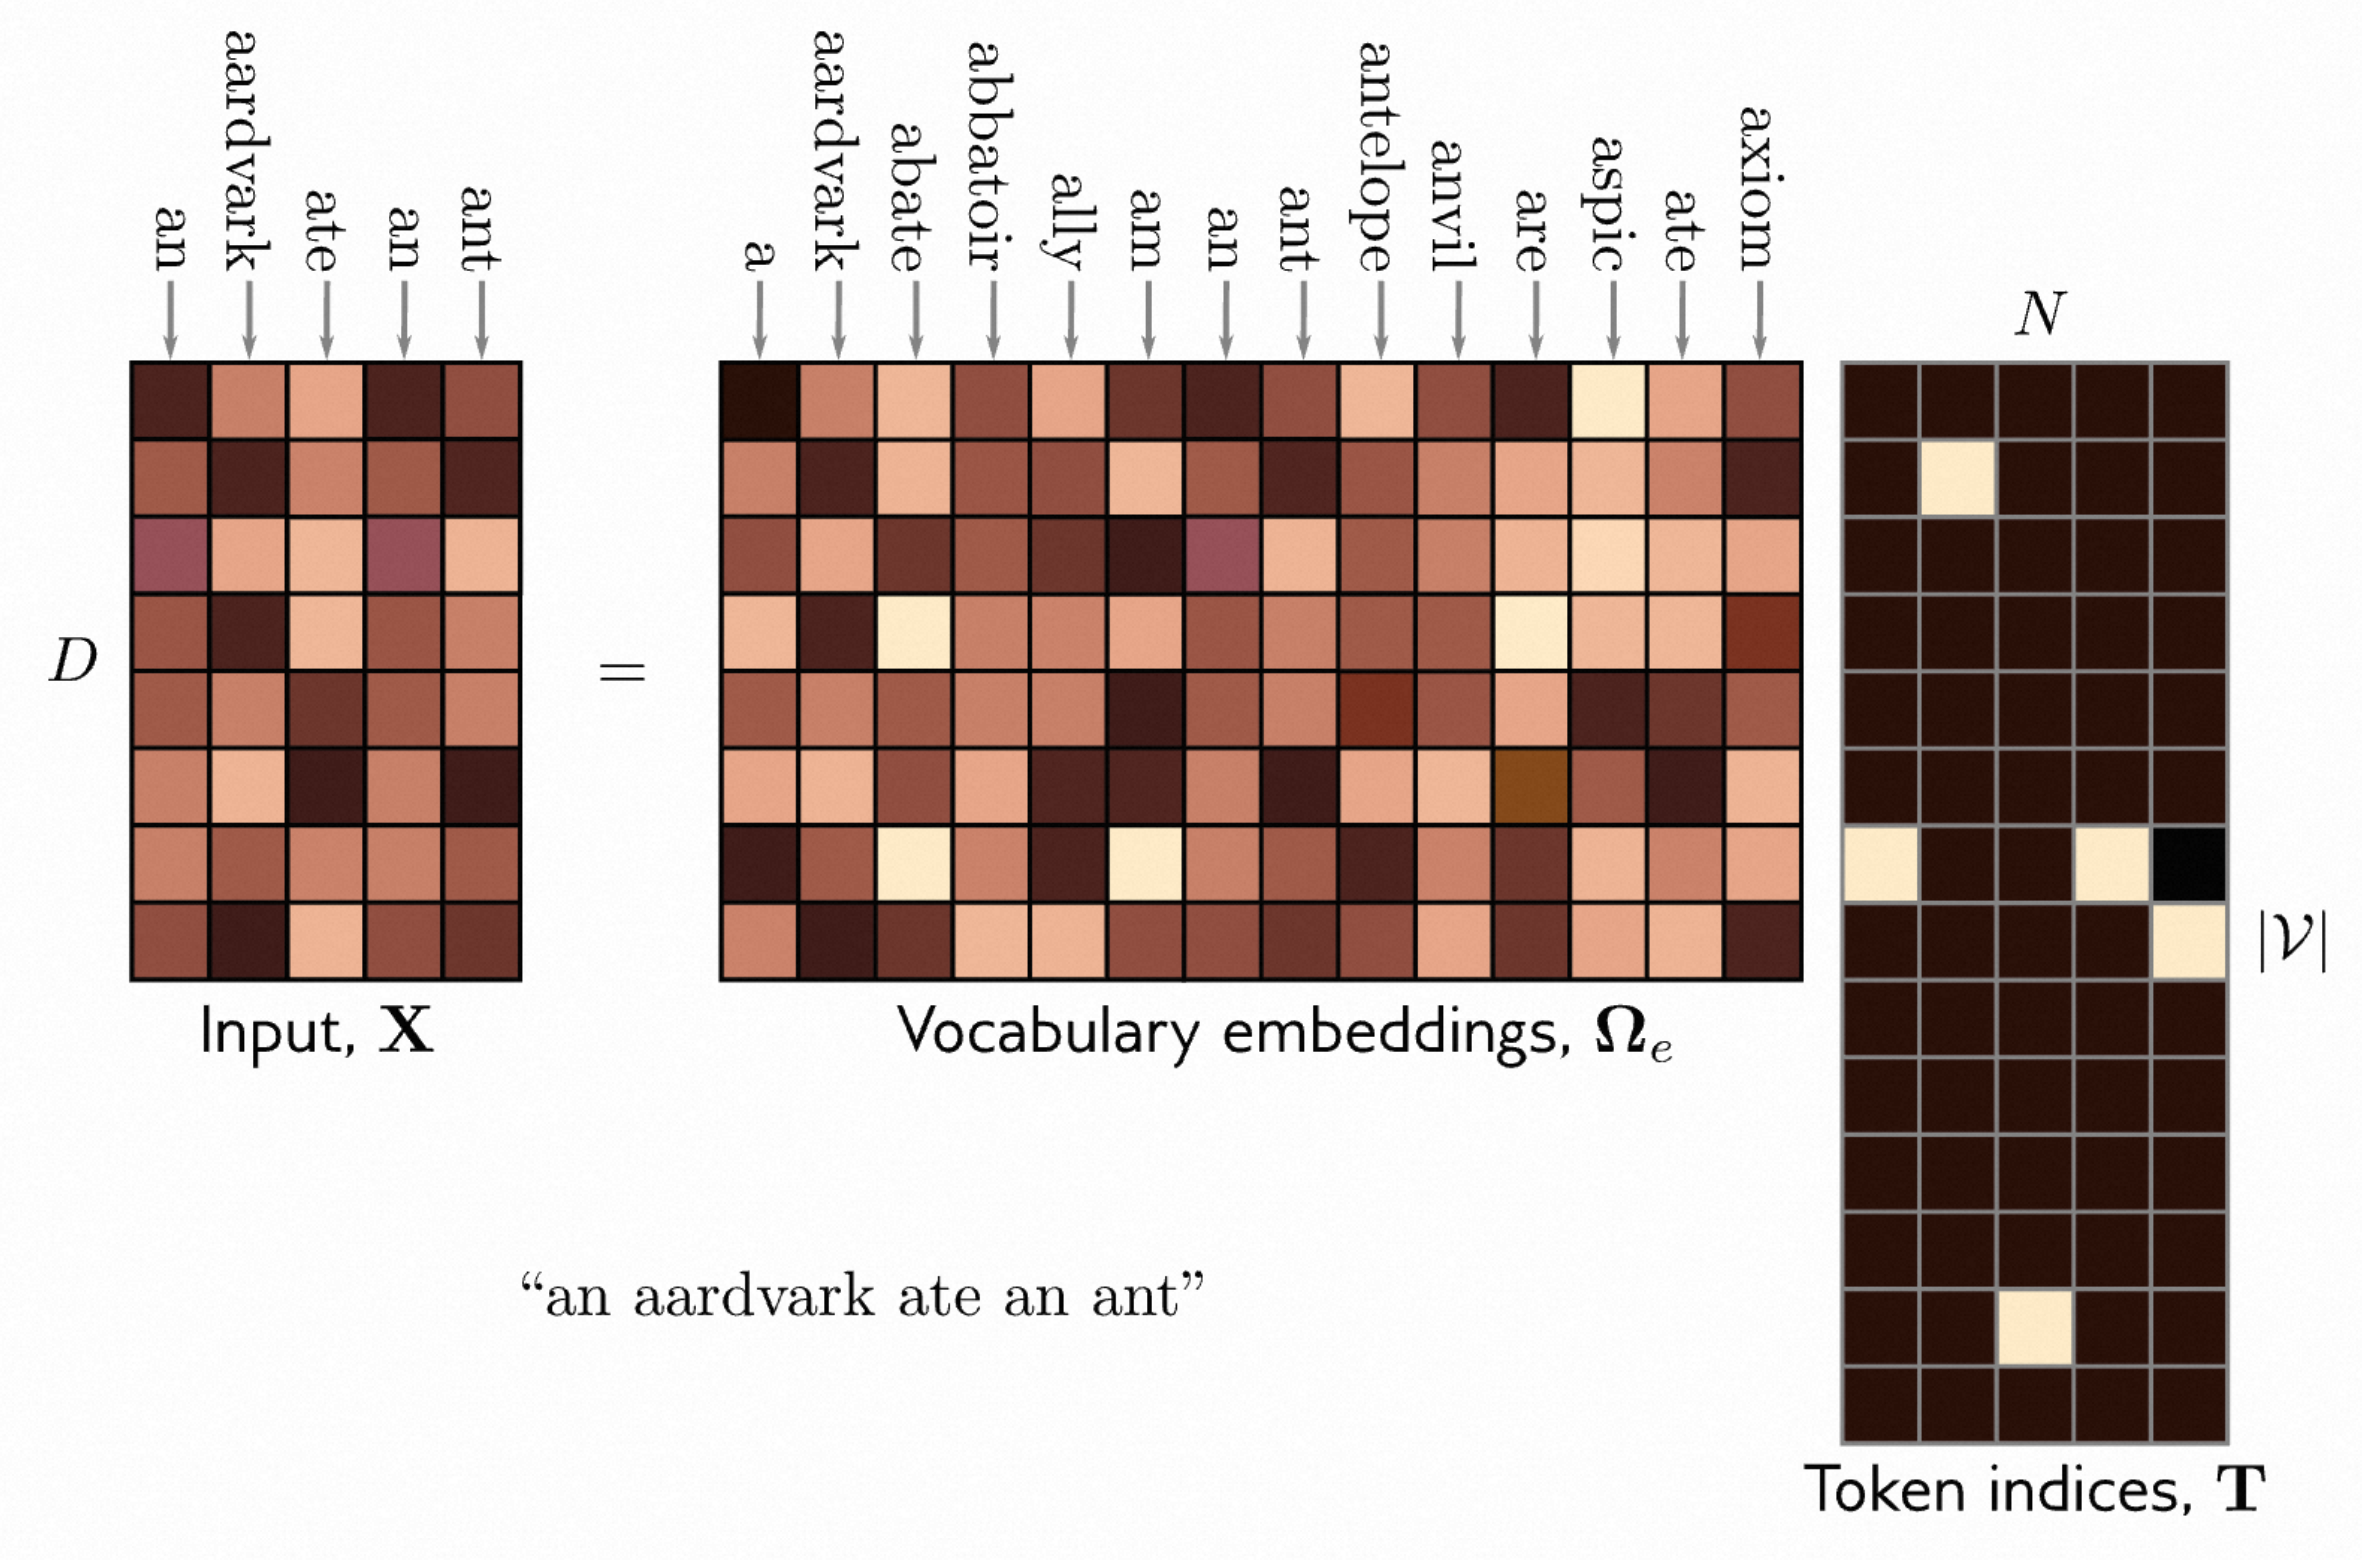 an aardvark ate an ant
a aardvark abate abbatoir ally am an ant antelope anvil are aspic ate axiom
N
D
=
|𝒱|
Input, X
Vocabulary embeddings, Ωₑ
“an aardvark ate an ant”
Token indices, T